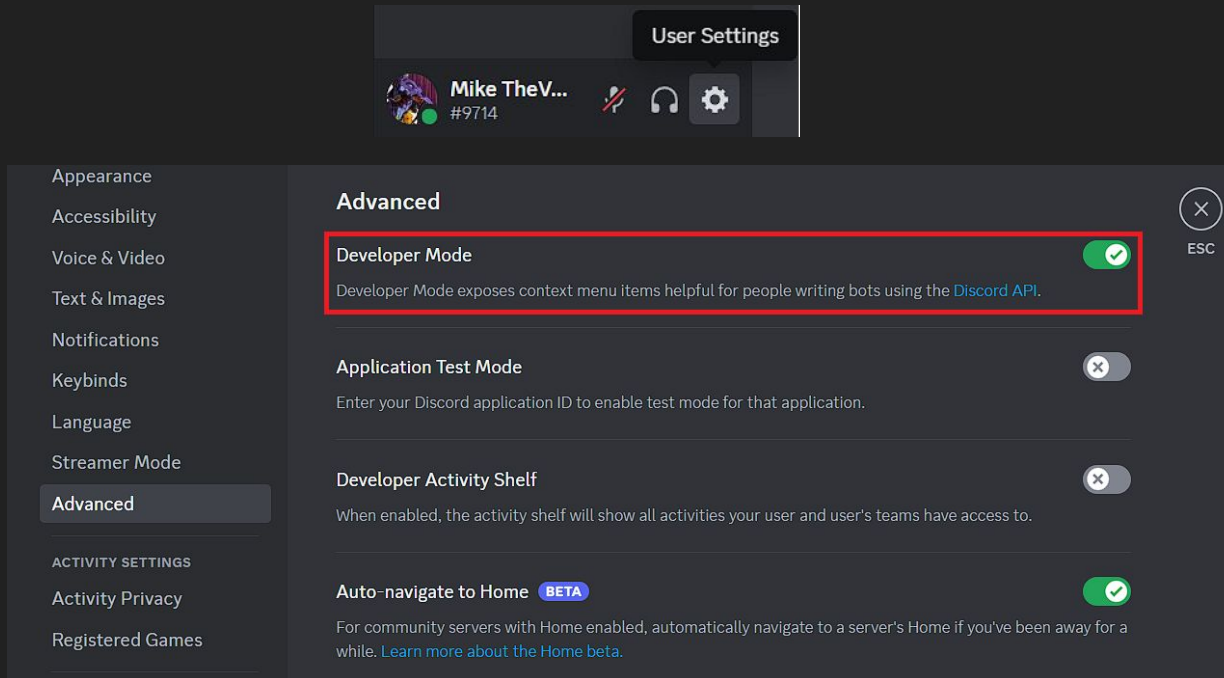 User Settings
Mike TheV...
#9714
Appearance
Accessibility
Voice & Video
Text & Images
Notifications
Keybinds
Language
Streamer Mode
Advanced
ACTIVITY SETTINGS
Activity Privacy
Registered Games
Advanced
Developer Mode
Developer Mode exposes context menu items helpful for people writing bots using the Discord API.
Application Test Mode
Enter your Discord application ID to enable test mode for that application.
Developer Activity Shelf
When enabled, the activity shelf will show all activities your user and user's teams have access to.
Auto-navigate to Home BETA
For community servers with Home enabled, automatically navigate to a server's Home if you've been away for a
while. Learn more about the Home beta.
ESC